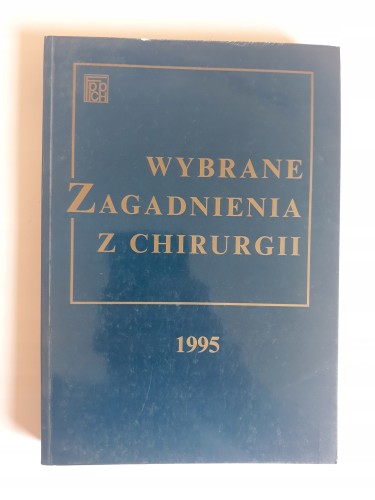 WYBRANE
ZAGADNIENIA
Z CHIRURGII
1995